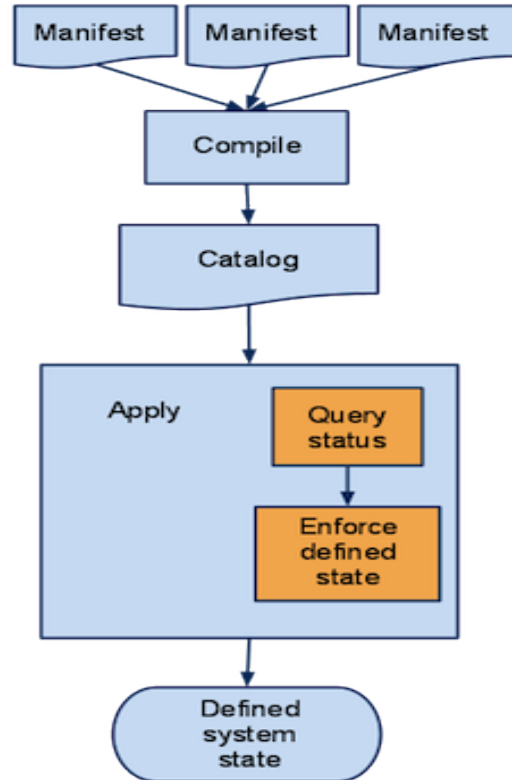 Manifest
Manifest
Manifest
Compile
Catalog
Apply
Query
status
Enforce
defined
state
Defined
system
state